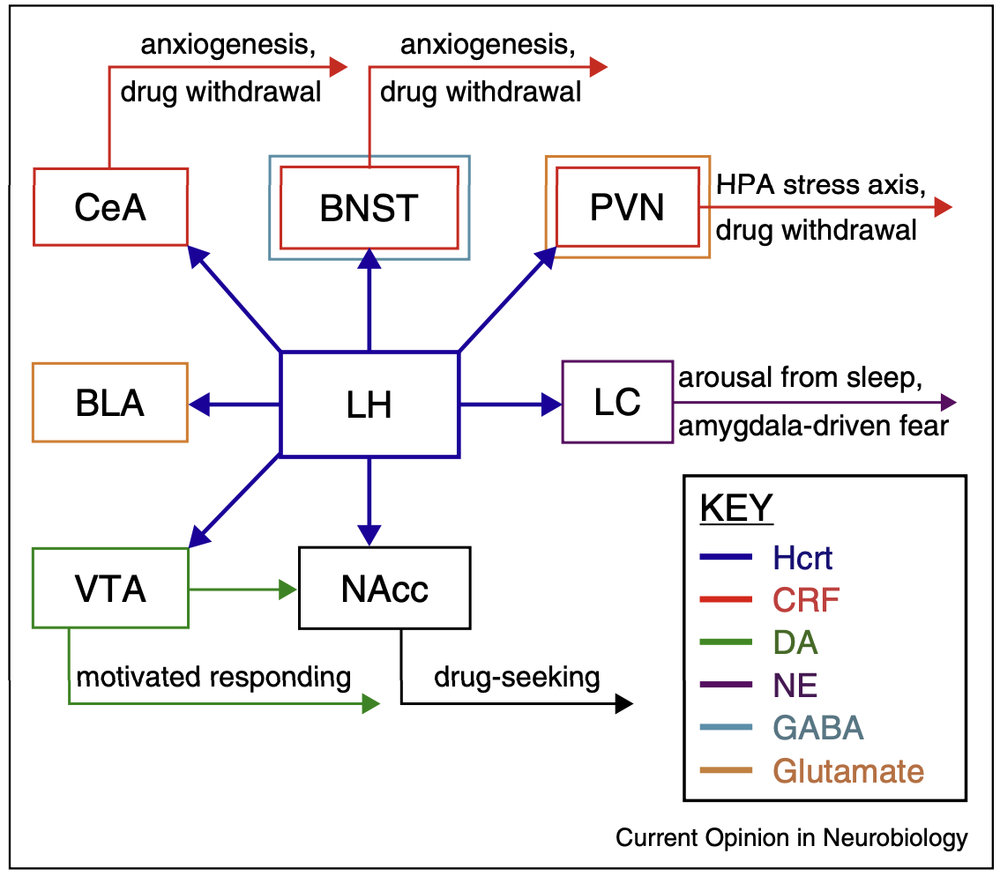 anxiogenesis,
drug withdrawal
anxiogenesis,
drug withdrawal
CeA
BNST
PVN
HPA stress axis,
drug withdrawal
BLA
LH
LC
arousal from sleep,
amygdala-driven fear
VTA
NAcc
motivated responding
drug-seeking
KEY
Hcrt
CRF
DA
NE
GABA
Glutamate
Current Opinion in Neurobiology